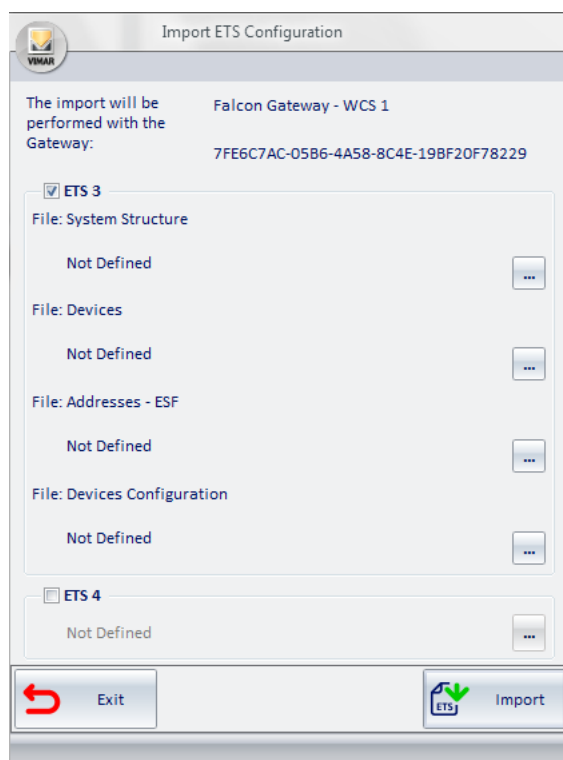 Import ETS Configuration
VIMAR
The import will be
performed with the
Gateway:
Falcon Gateway - WCS 1
7FE6C7AC-05B6-4A58-8C4E-19BF20F78229
ETS 3
File: System Structure
Not Defined
...
File: Devices
Not Defined
...
File: Addresses - ESF
Not Defined
...
File: Devices Configuration
Not Defined
...
ETS 4
Not Defined
...
Exit
ETS
Import